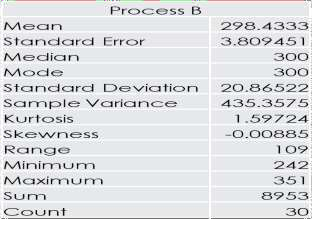 Process B
Mean 298.4333
Standard Error 3.809451
Median 300
Mode 300
Standard Deviation 20.86522
Sample Variance 435.3575
Kurtosis 1.59724
Skewness -0.00885
Range 109
Minimum 242
Maximum 351
Sum 8953
Count 30